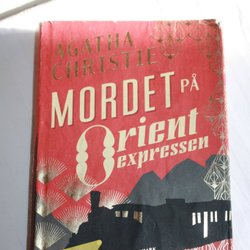 AGATHA
CHRISTIE
MORDET PÅ
Orient
expressen